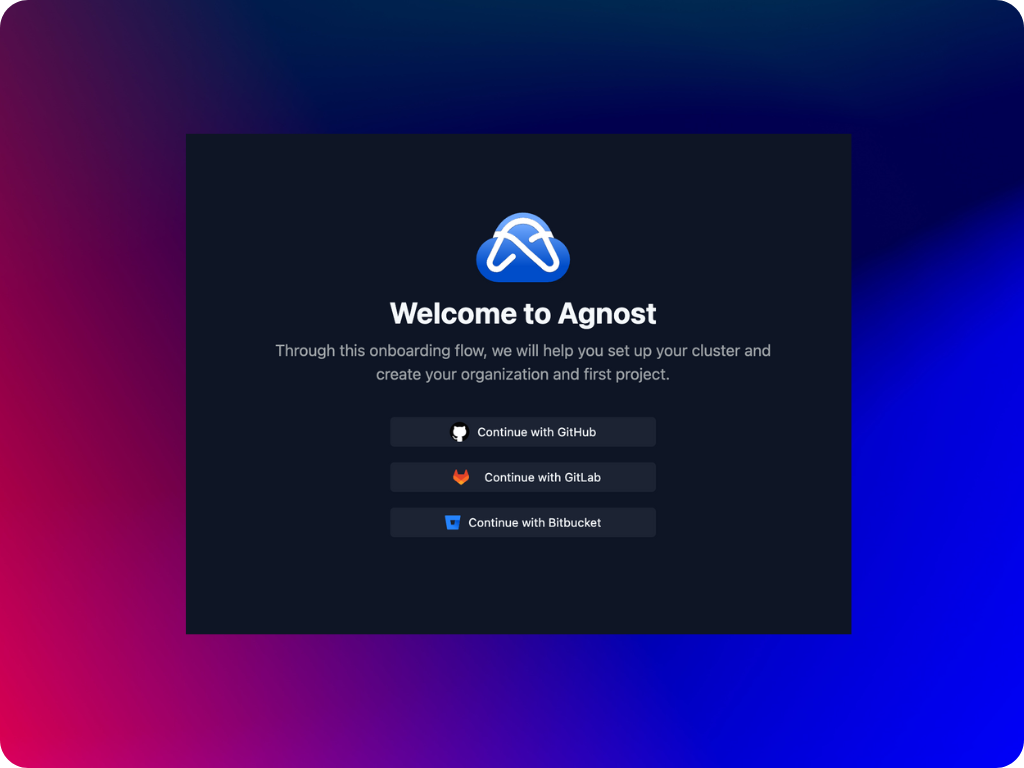 Welcome to Agnost
Through this onboarding flow, we will help you set up your cluster and
create your organization and first project.
Continue with GitHub
Continue with GitLab
Continue with Bitbucket